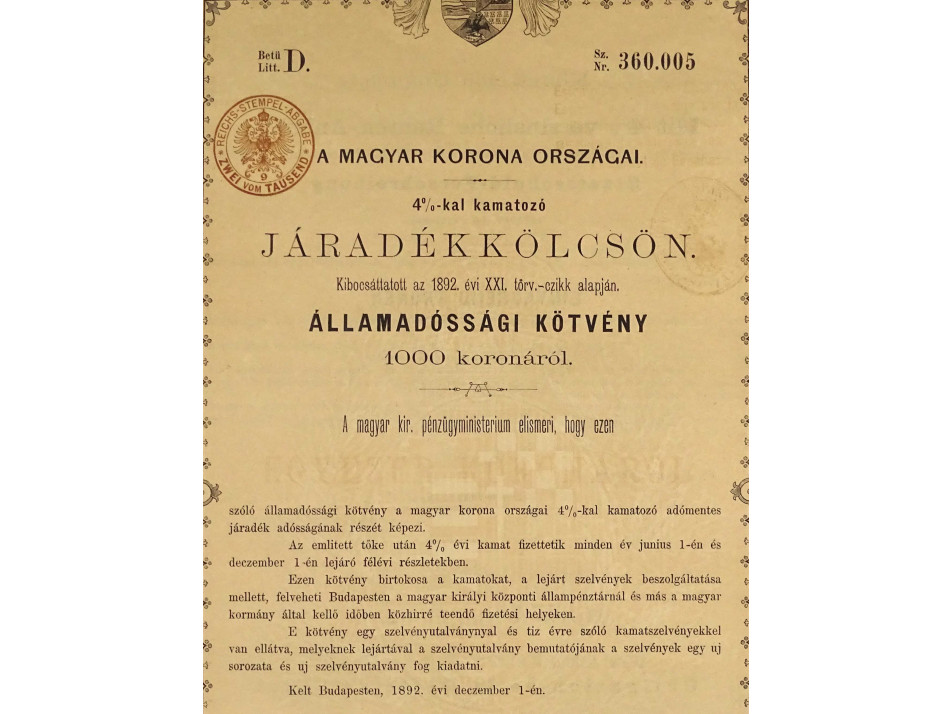 Betü
Litt. D.
Sz.
Nr. 360.005
REICHS-STEMPEL-ABGABE
ZWEI VOM TAUSEND
9
A MAGYAR KORONA ORSZÁGAI.
4%-kal kamatozó
JÁRADÉKKÖLCSÖN.
Kibocsáttatott az 1892. évi XXI. törv.-czikk alapján.
ÁLLAMADÓSSÁGI KÖTVÉNY
1000 koronáról.
A magyar kir. pénzügyministerium elismeri, hogy ezen
szóló államadóssági kötvény a magyar korona országai 4%-kal kamatozó adómentes
járadék adósságának részét képezi.
Az emlitett tőke után 4% évi kamat fizettetik minden év junius 1-én és
deczember 1-én lejáró félévi részletekben.
Ezen kötvény birtokosa a kamatokat, a lejárt szelvények beszolgáltatása
mellett, felveheti Budapesten a magyar királyi központi állampénztárnál és más a magyar
kormány által kellő időben közhirré teendő fizetési helyeken.
E kötvény egy szelvényutalványnyal és tiz évre szóló kamatszelvényekkel
van ellátva, melyeknek lejártával a szelvényutalvány bemutatójának a szelvények egy uj
sorozata és uj szelvényutalvány fog kiadatni.
Kelt Budapesten, 1892. évi deczember 1-én.